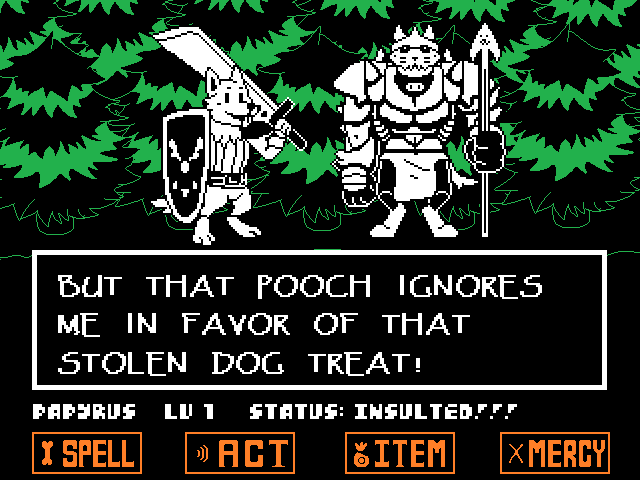 BUT THAT POOCH IGNORES
ME IN FAVOR OF THAT
STOLEN DOG TREAT!
PAPYRUS LV 1 STATUS: INSULTED!!!
SPELL ACT ITEM MERCY